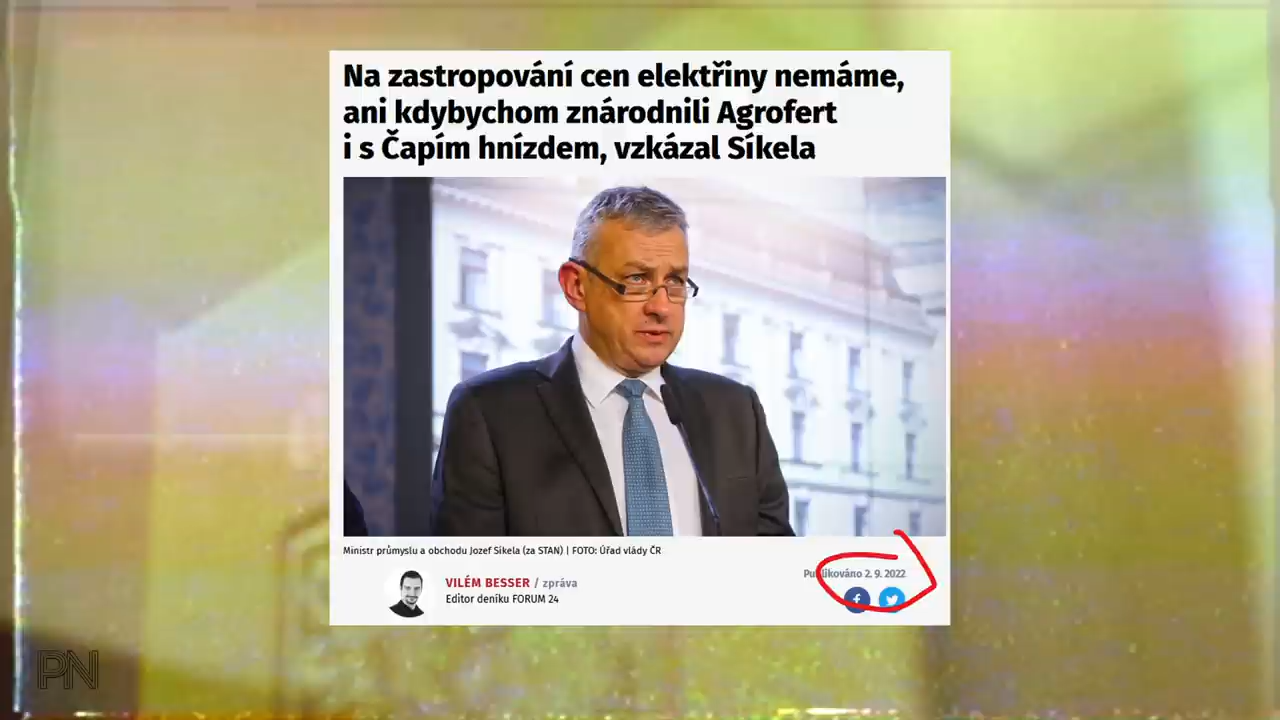 Na zastropování cen elektřiny nemáme,
ani kdybychom znárodnili Agrofert
i s Čapím hnízdem, vzkázal Síkela
Ministr průmyslu a obchodu Jozef Síkela (za STAN) | FOTO: Úřad vlády ČR
VILÉM BESSER / zpráva
Editor deníku FORUM 24
Publikováno 2. 9. 2022
PN